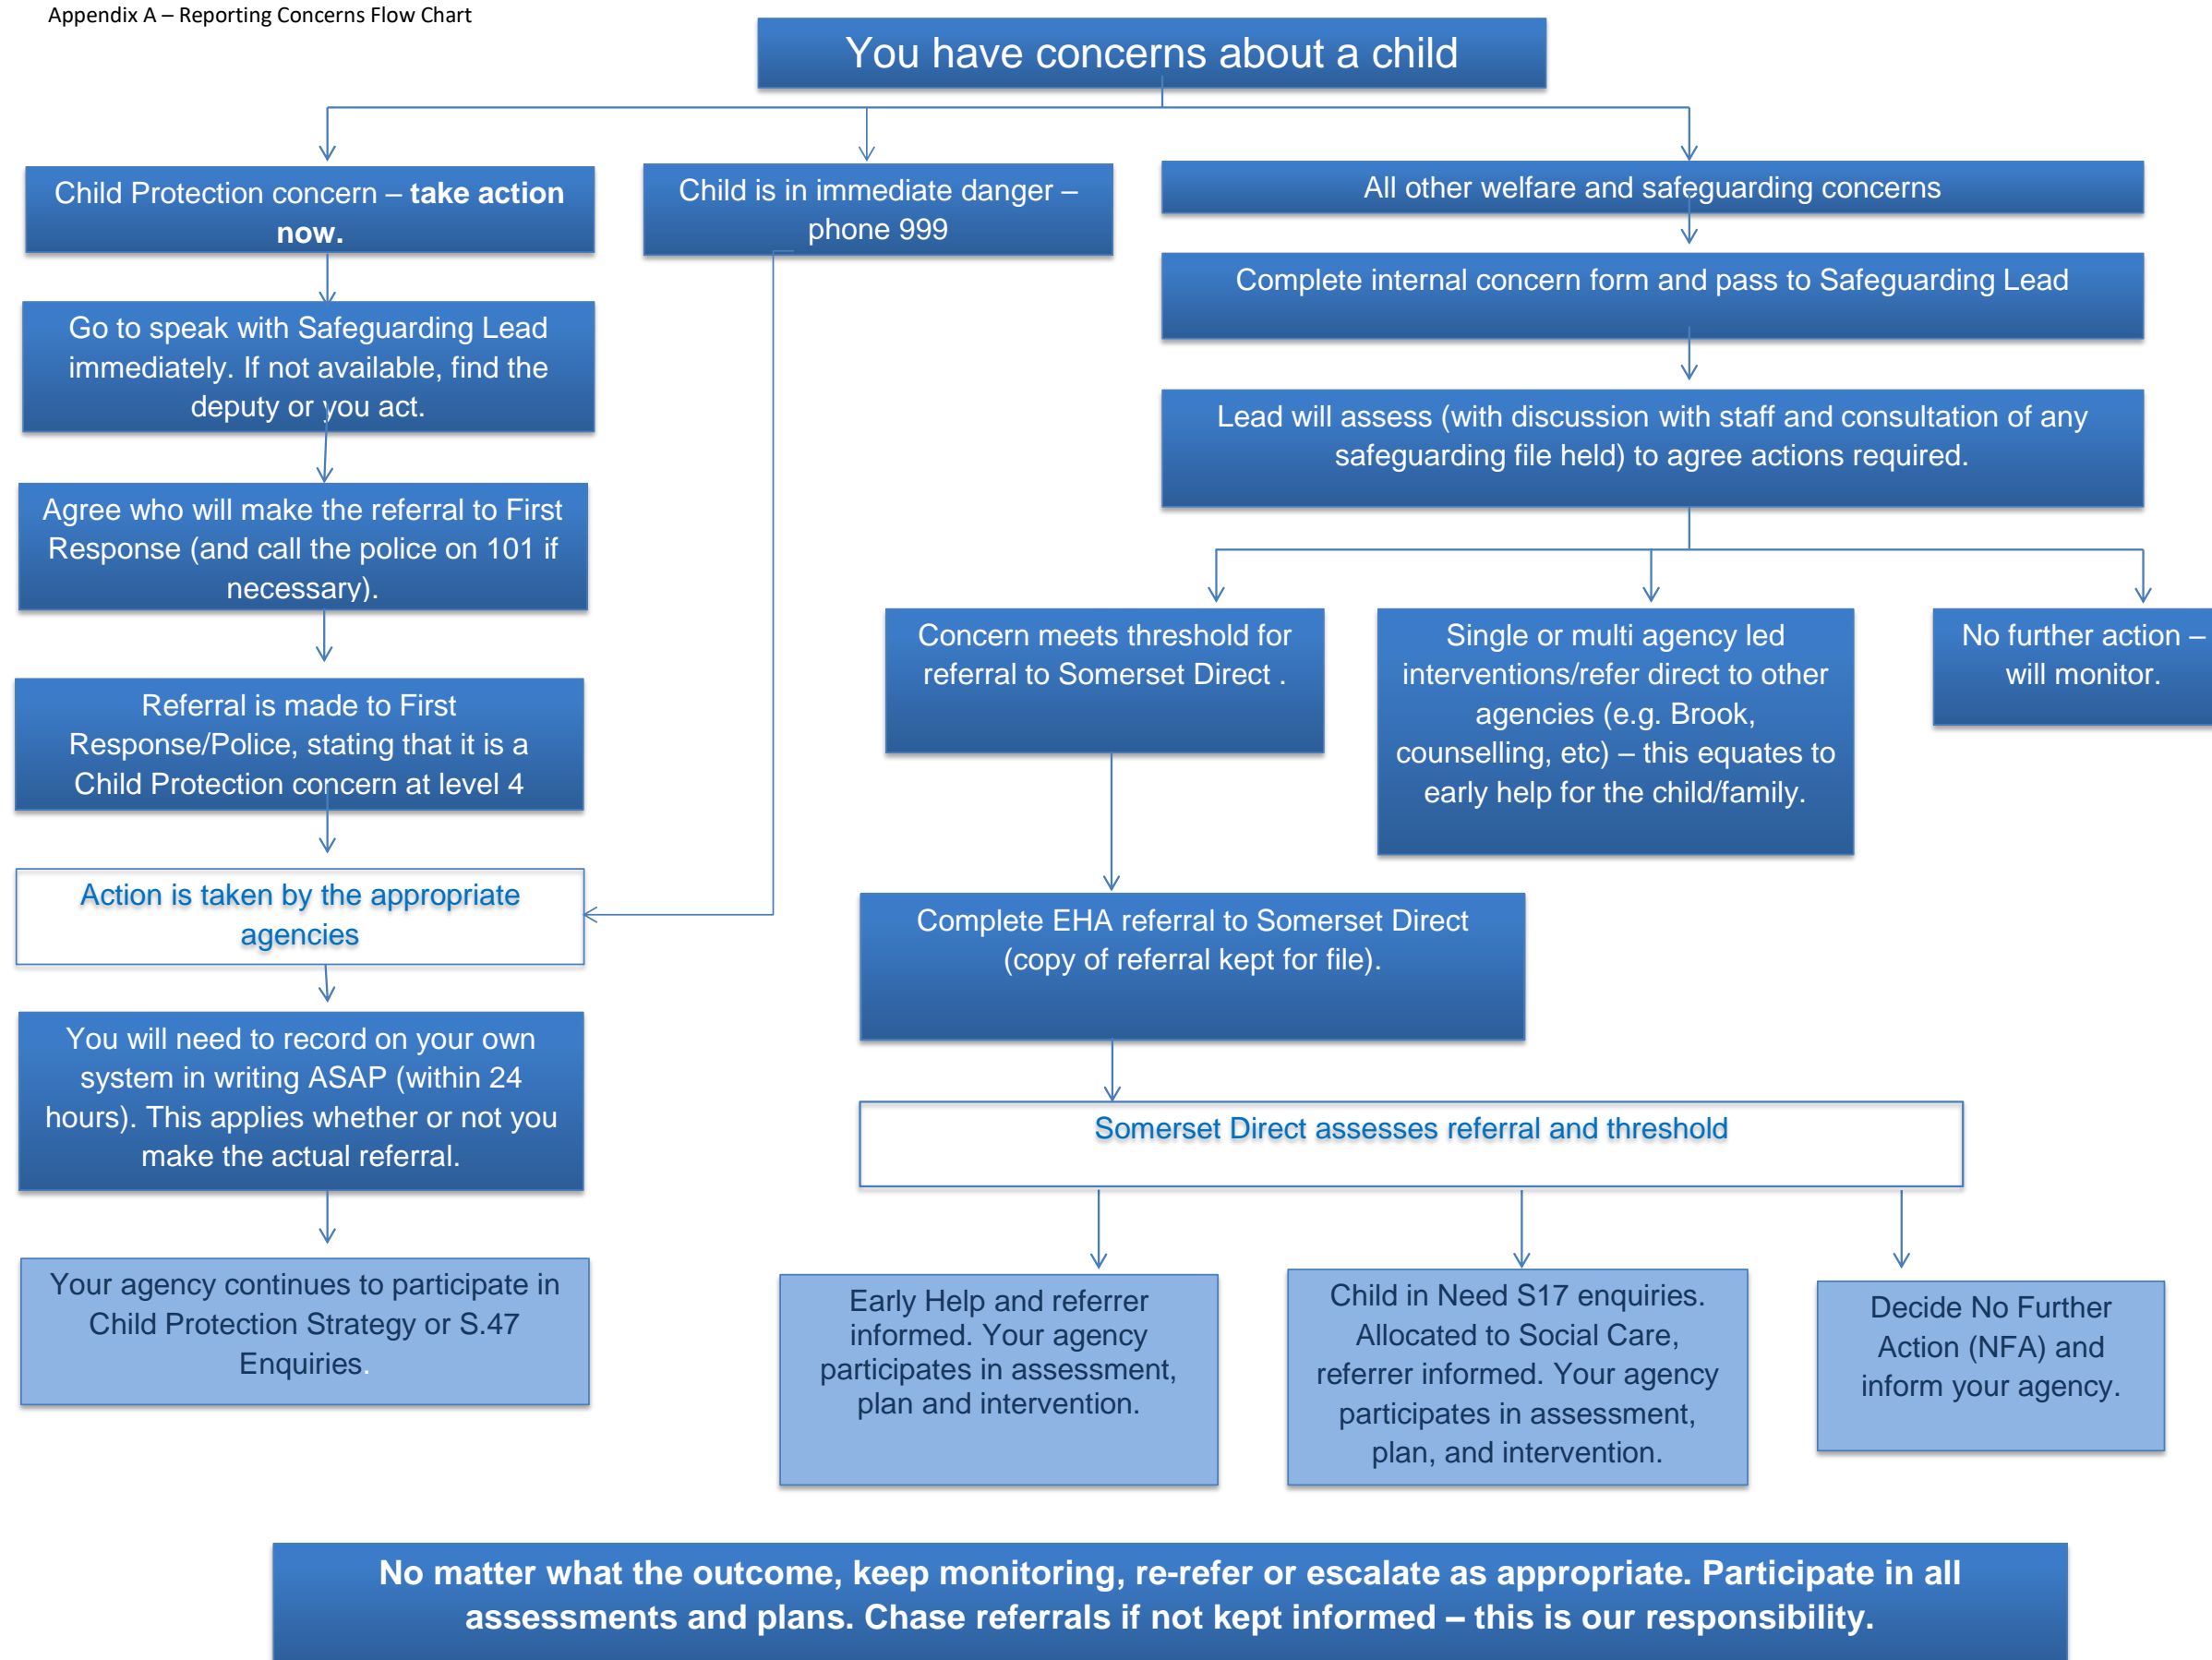 Appendix A – Reporting Concerns Flow Chart
You have concerns about a child
Child Protection concern – take action
now.
Go to speak with Safeguarding Lead
immediately. If not available, find the
deputy or you act.
Agree who will make the referral to First
Response (and call the police on 101 if
necessary).
Referral is made to First
Response/Police, stating that it is a
Child Protection concern at level 4
Action is taken by the appropriate
agencies
You will need to record on your own
system in writing ASAP (within 24
hours). This applies whether or not you
make the actual referral.
Your agency continues to participate in
Child Protection Strategy or S.47
Enquiries.
Child is in immediate danger –
phone 999
All other welfare and safeguarding concerns
Complete internal concern form and pass to Safeguarding Lead
Lead will assess (with discussion with staff and consultation of any
safeguarding file held) to agree actions required.
Concern meets threshold for
referral to Somerset Direct .
Single or multi agency led
interventions/refer direct to other
agencies (e.g. Brook,
counselling, etc) – this equates to
early help for the child/family.
No further action –
will monitor.
Complete EHA referral to Somerset Direct
(copy of referral kept for file).
Somerset Direct assesses referral and threshold
Early Help and referrer
informed. Your agency
participates in assessment,
plan and intervention.
Child in Need S17 enquiries.
Allocated to Social Care,
referrer informed. Your agency
participates in assessment,
plan, and intervention.
Decide No Further
Action (NFA) and
inform your agency.
No matter what the outcome, keep monitoring, re-refer or escalate as appropriate. Participate in all
assessments and plans. Chase referrals if not kept informed – this is our responsibility.